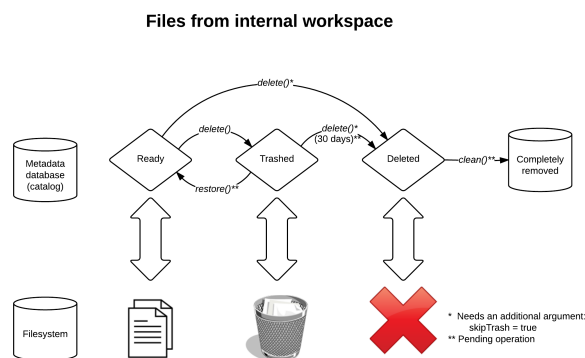 Files from internal workspace
delete()*
delete()
delete()*
(30 days)**
Metadata
database
(catalog)
Ready
Trashed
Deleted
clean()**
Completely
removed
restore()**
Filesystem
* Needs an additional argument:
skipTrash = true
** Pending operation